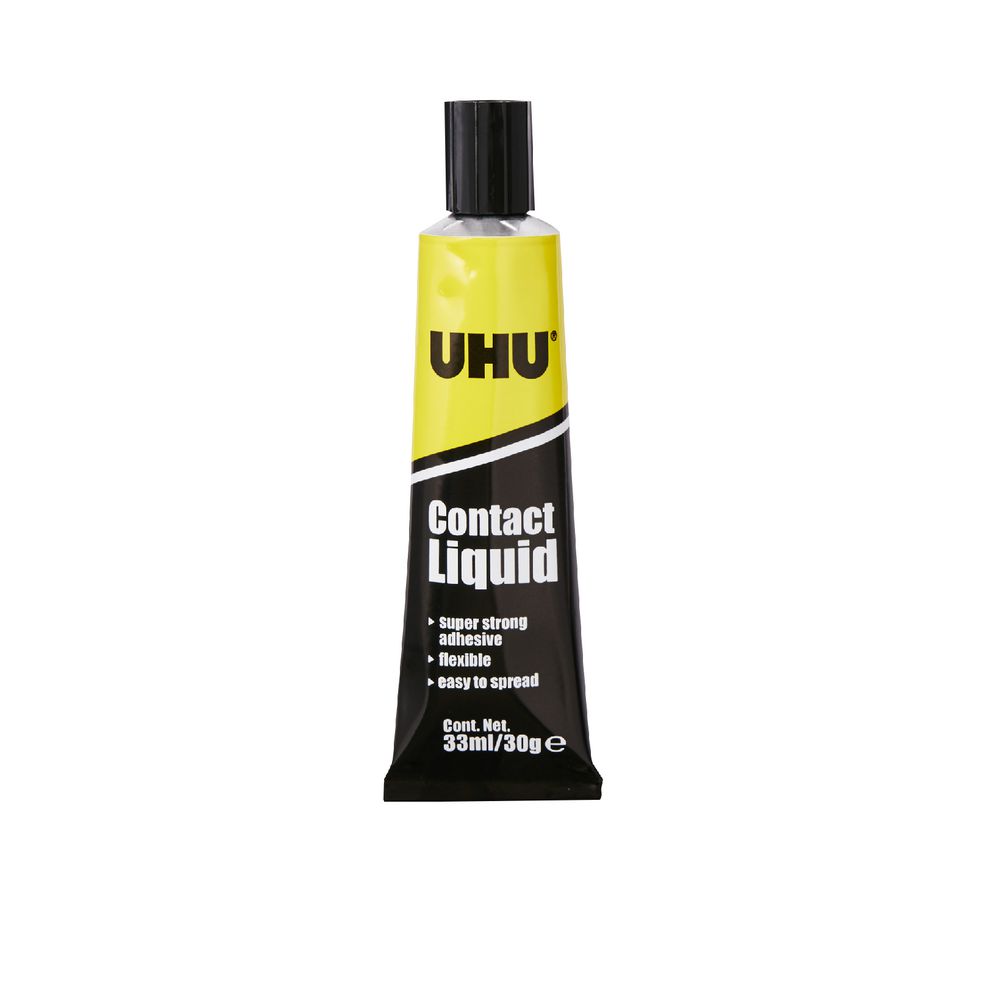 UHU®
Contact
Liquid
▸ super strong
adhesive
▸ flexible
▸ easy to spread
Cont. Net.
33ml/30g ℮